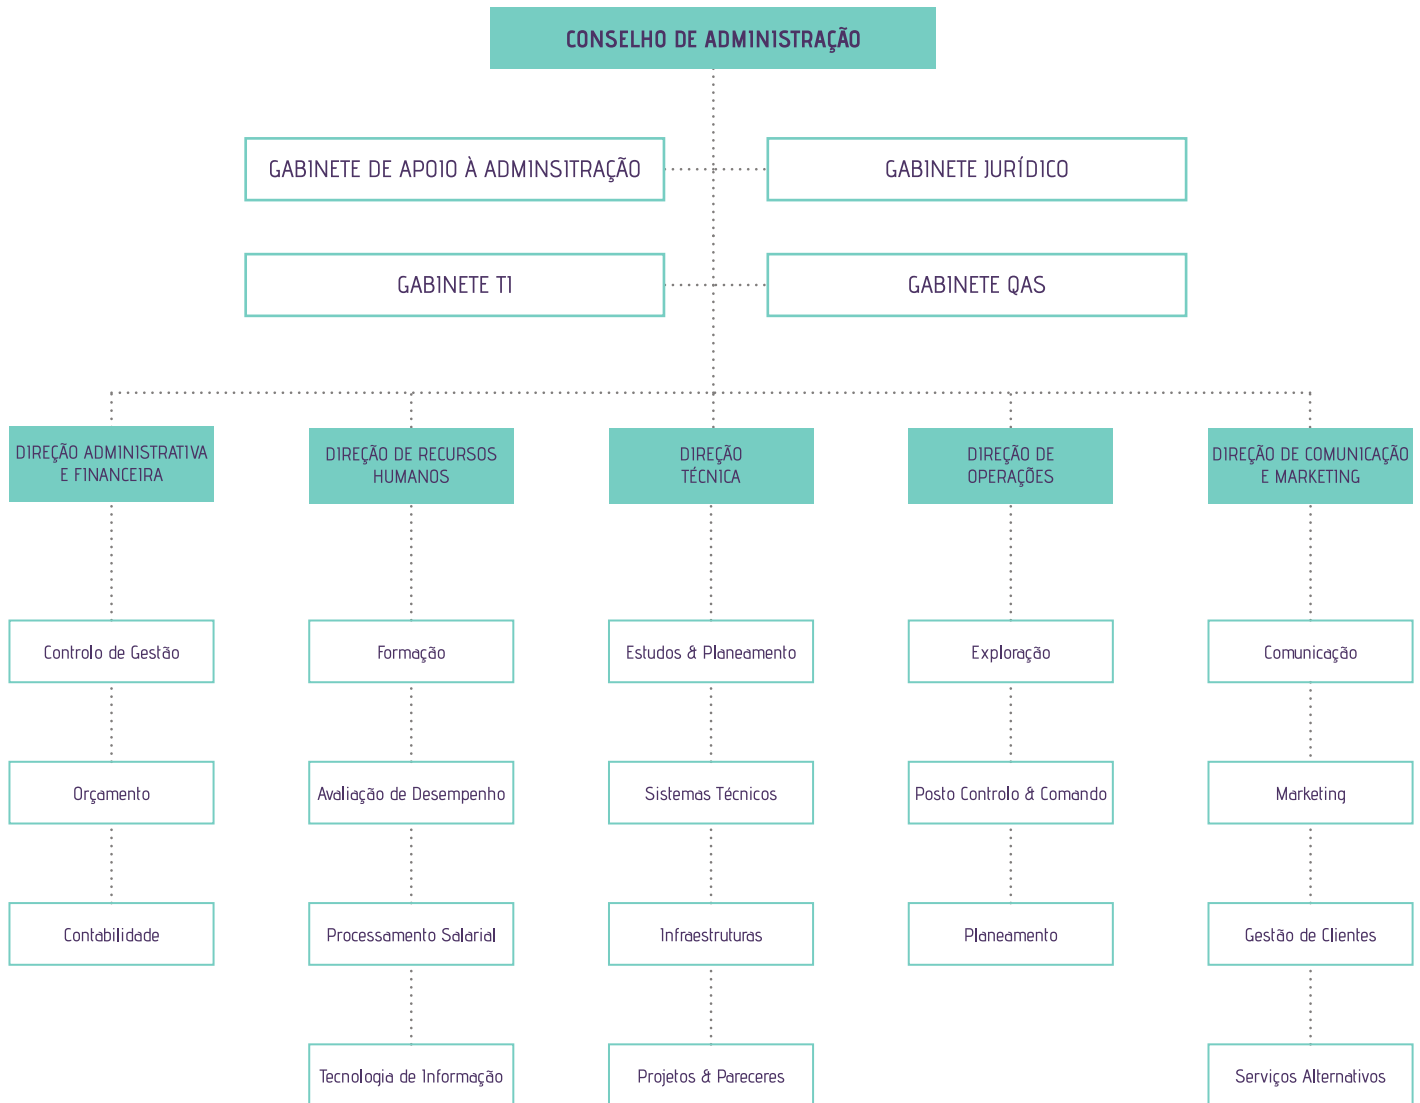 CONSELHO DE ADMINISTRAÇÃO
GABINETE DE APOIO À ADMINSITRAÇÃO
GABINETE JURÍDICO
GABINETE TI
GABINETE QAS
DIREÇÃO ADMINISTRATIVA
E FINANCEIRA
DIREÇÃO DE RECURSOS
HUMANOS
DIREÇÃO
TÉCNICA
DIREÇÃO DE
OPERAÇÕES
DIREÇÃO DE COMUNICAÇÃO
E MARKETING
Controlo de Gestão
Formação
Estudos & Planeamento
Exploração
Comunicação
Orçamento
Avaliação de Desempenho
Sistemas Técnicos
Posto Controlo & Comando
Marketing
Contabilidade
Processamento Salarial
Infraestruturas
Planeamento
Gestão de Clientes
Tecnologia de Informação
Projetos & Pareceres
Serviços Alternativos